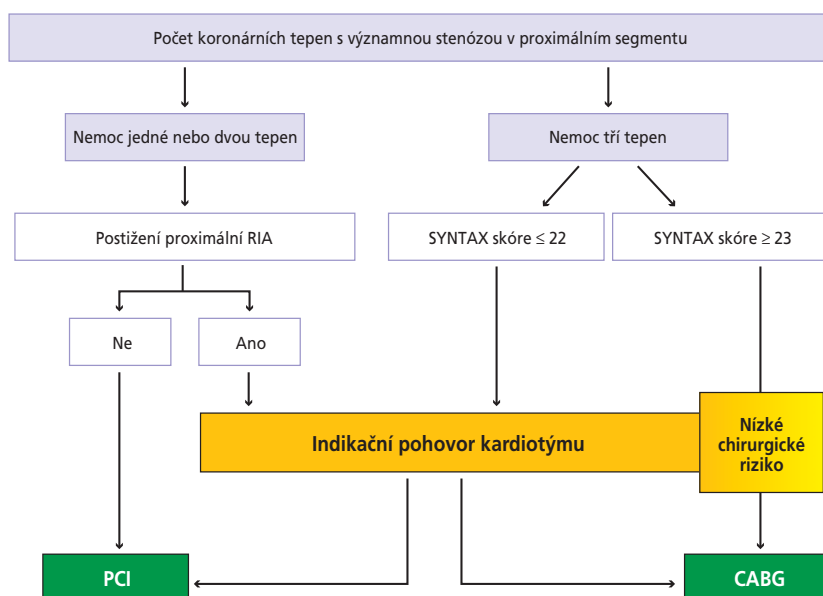 Počet koronárních tepen s významnou stenózou v proximálním segmentu
Nemoc jedné nebo dvou tepen
Nemoc tří tepen
Postižení proximální RIA
SYNTAX skóre ≤ 22
SYNTAX skóre ≥ 23
Ne
Ano
Indikační pohovor kardiotýmu
Nízké
chirurgické
riziko
PCI
CABG